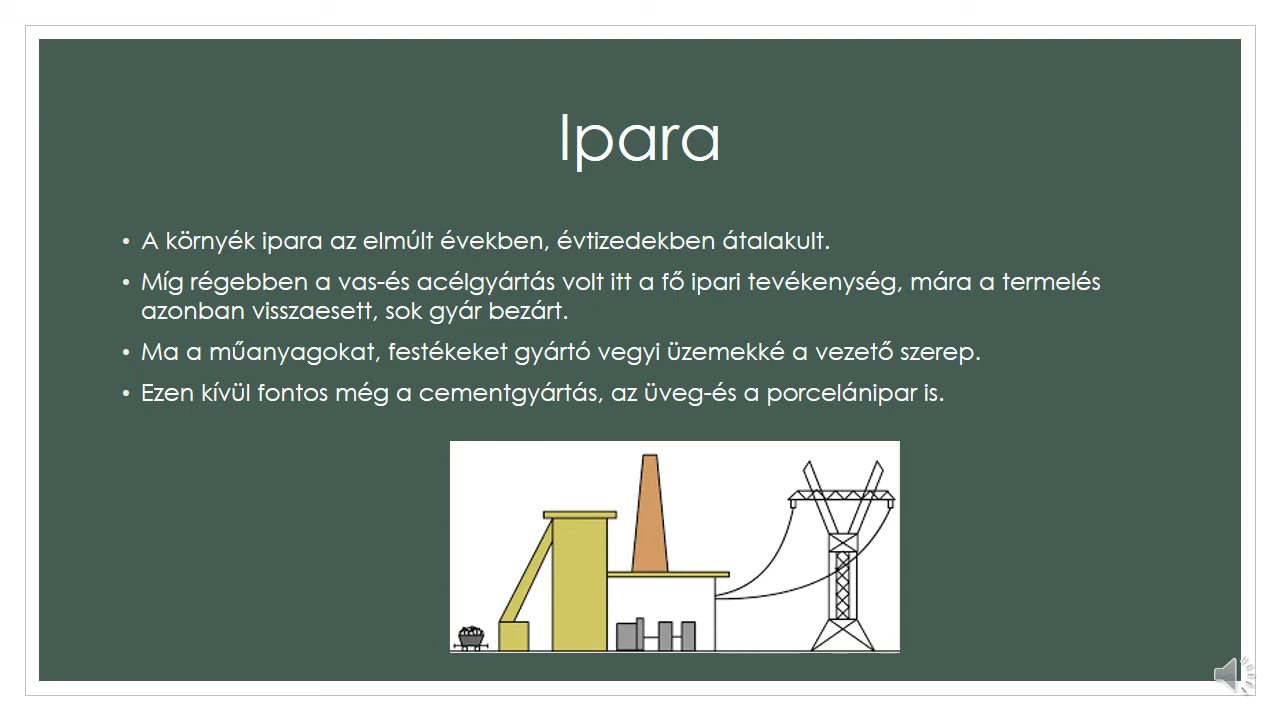 Ipara
• A környék ipara az elmúlt években, évtizedekben átalakult.
• Míg régebben a vas-és acélgyártás volt itt a fő ipari tevékenység, mára a termelés
azonban visszaesett, sok gyár bezárt.
• Ma a műanyagokat, festékeket gyártó vegyi üzemekké a vezető szerep.
• Ezen kívül fontos még a cementgyártás, az üveg-és a porcelánipar is.